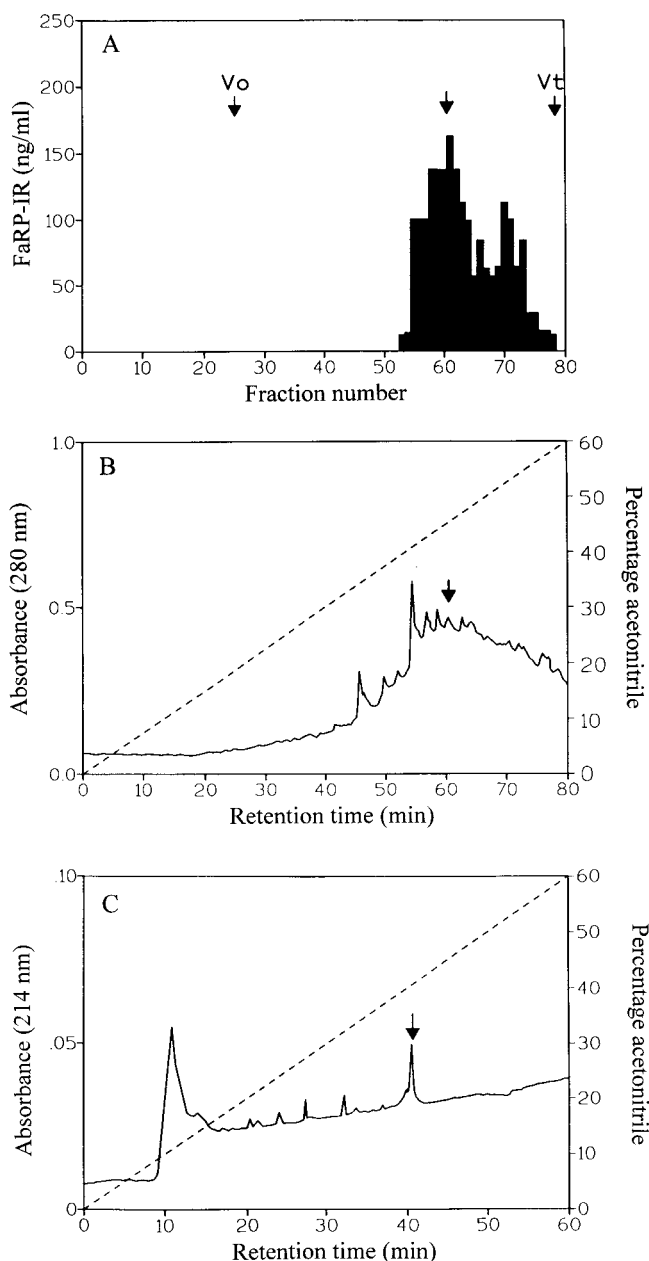 A
FaRP-IR (ng/ml)
250
200
150
100
50
0
Vo
Vt
0 10 20 30 40 50 60 70 80
Fraction number
B
Absorbance (280 nm)
1.0
0.5
0.0
60
50
40
30
20
10
0
Percentage acetonitrile
0 10 20 30 40 50 60 70 80
Retention time (min)
C
Absorbance (214 nm)
.10
.05
0
60
50
40
30
20
10
0
Percentage acetonitrile
0 10 20 30 40 50 60
Retention time (min)